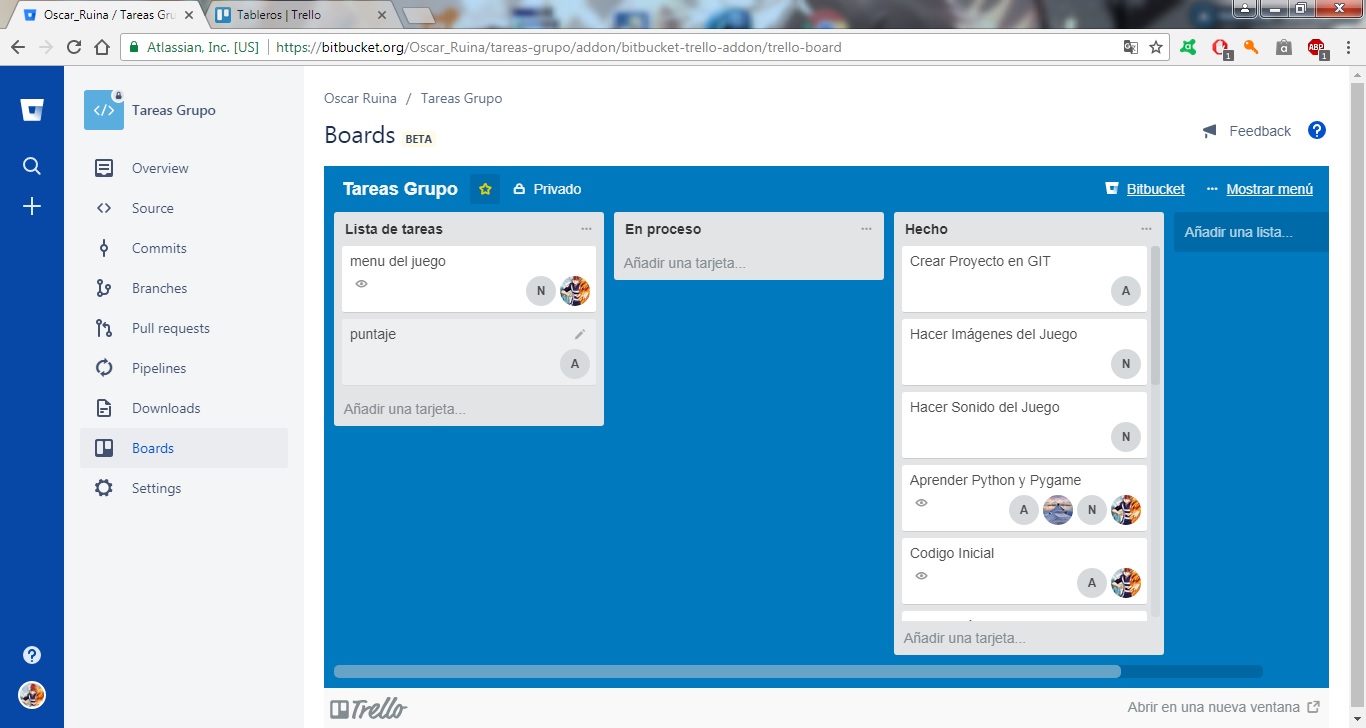 Oscar_Ruina / Tareas Gru
Tableros | Trello
Atlassian, Inc. [US]
https://bitbucket.org/Oscar_Ruina/tareas-grupo/addon/bitbucket-trello-addon/trello-board
1
ABP
1
Tareas Grupo
Overview
Source
Commits
Branches
Pull requests
Pipelines
Downloads
Boards
Settings
Oscar Ruina / Tareas Grupo
Boards BETA
Feedback
Tareas Grupo
Privado
Bitbucket
Mostrar menú
Lista de tareas
menu del juego
N
puntaje
A
Añadir una tarjeta...
En proceso
Añadir una tarjeta...
Hecho
Crear Proyecto en GIT
A
Hacer Imágenes del Juego
N
Hacer Sonido del Juego
N
Aprender Python y Pygame
A
N
Codigo Inicial
A
Añadir una tarjeta...
Añadir una lista...
Trello
Abrir en una nueva ventana